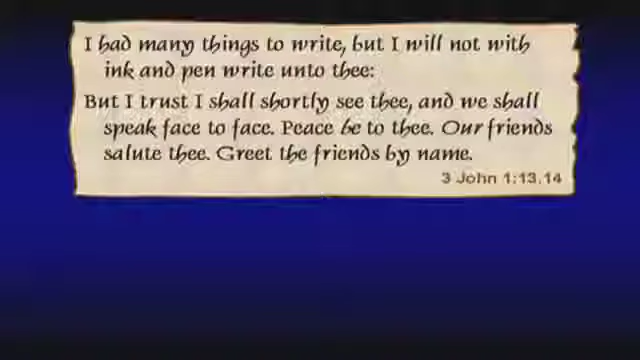 I had many things to write, but I will not with
ink and pen write unto thee:
But I trust I shall shortly see thee, and we shall
speak face to face. Peace be to thee. Our friends
salute thee. Greet the friends by name.
3 John 1:13,14